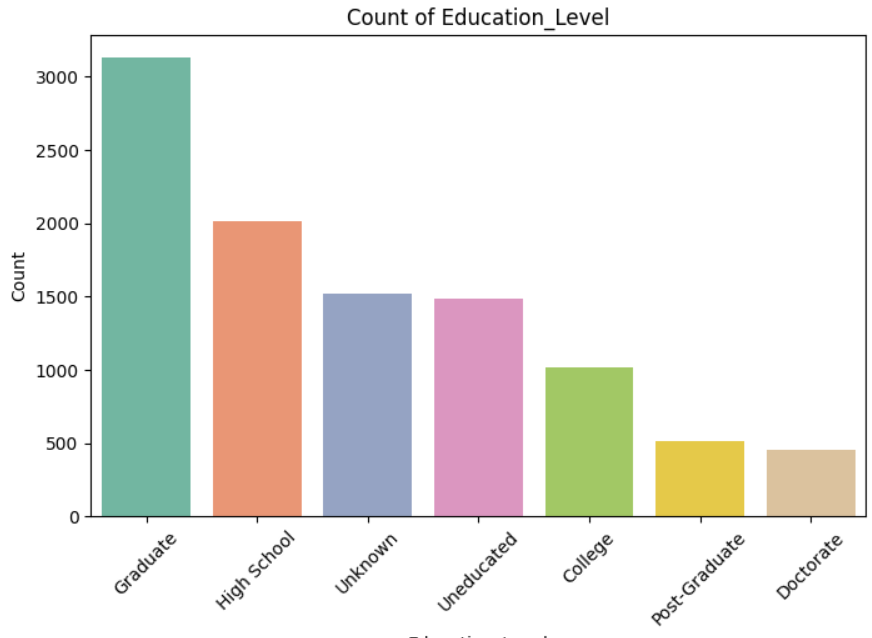 Count of Education_Level
3000
2500
2000
1500
1000
500
0
Count
Graduate
High School
Unknown
Uneducated
College
Post-Graduate
Doctorate